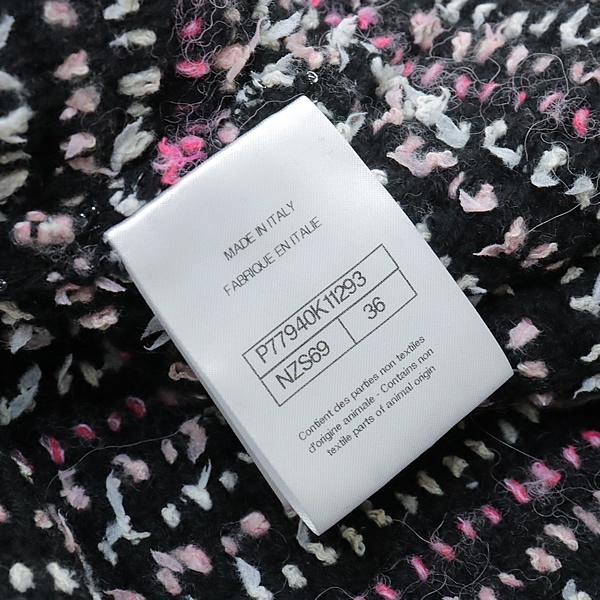 MADE IN ITALY
FABRIQUE EN ITALIE
P77940K11293
NZS69 36
Contient des parties non textiles
d'origine animale - Contains non
textile parts of animal origin